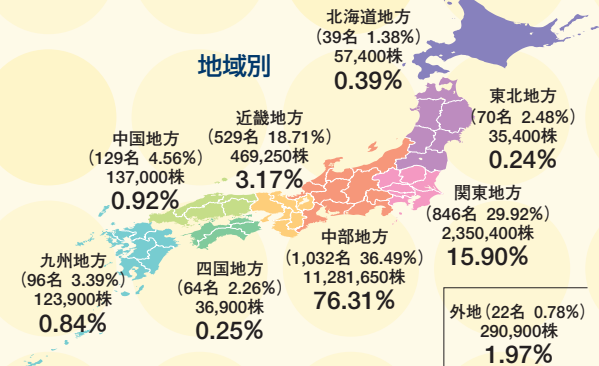 地域別
北海道地方
(39名 1.38%)
57,400株
0.39%
東北地方
(70名 2.48%)
35,400株
0.24%
近畿地方
(529名 18.71%)
469,250株
3.17%
中国地方
(129名 4.56%)
137,000株
0.92%
関東地方
(846名 29.92%)
2,350,400株
15.90%
中部地方
(1,032名 36.49%)
11,281,650株
76.31%
九州地方
(96名 3.39%)
123,900株
0.84%
四国地方
(64名 2.26%)
36,900株
0.25%
外地(22名 0.78%)
290,900株
1.97%